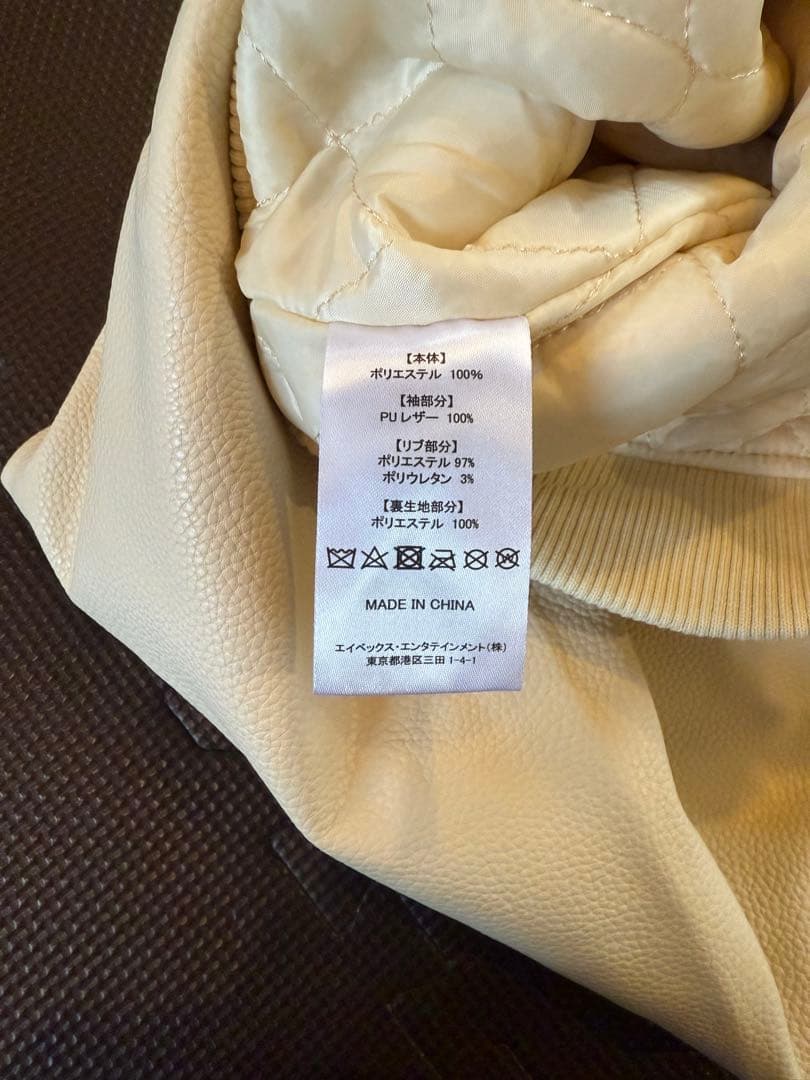 【本体】
ポリエステル 100%
【袖部分】
PUレザー 100%
【リブ部分】
ポリエステル 97%
ポリウレタン 3%
【裏生地部分】
ポリエステル 100%
MADE IN CHINA
エイベックス・エンタテインメント(株)
東京都港区三田 1-4-1